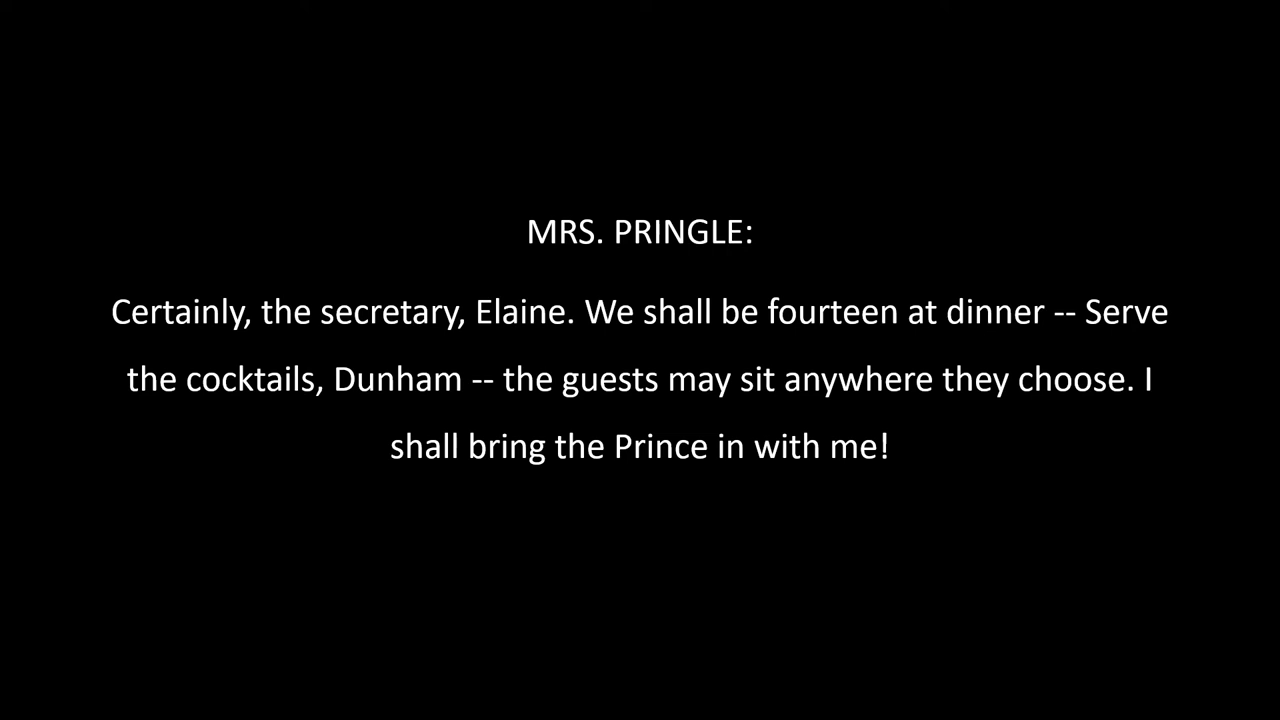 MRS. PRINGLE:
Certainly, the secretary, Elaine. We shall be fourteen at dinner -- Serve
the cocktails, Dunham -- the guests may sit anywhere they choose. I
shall bring the Prince in with me!